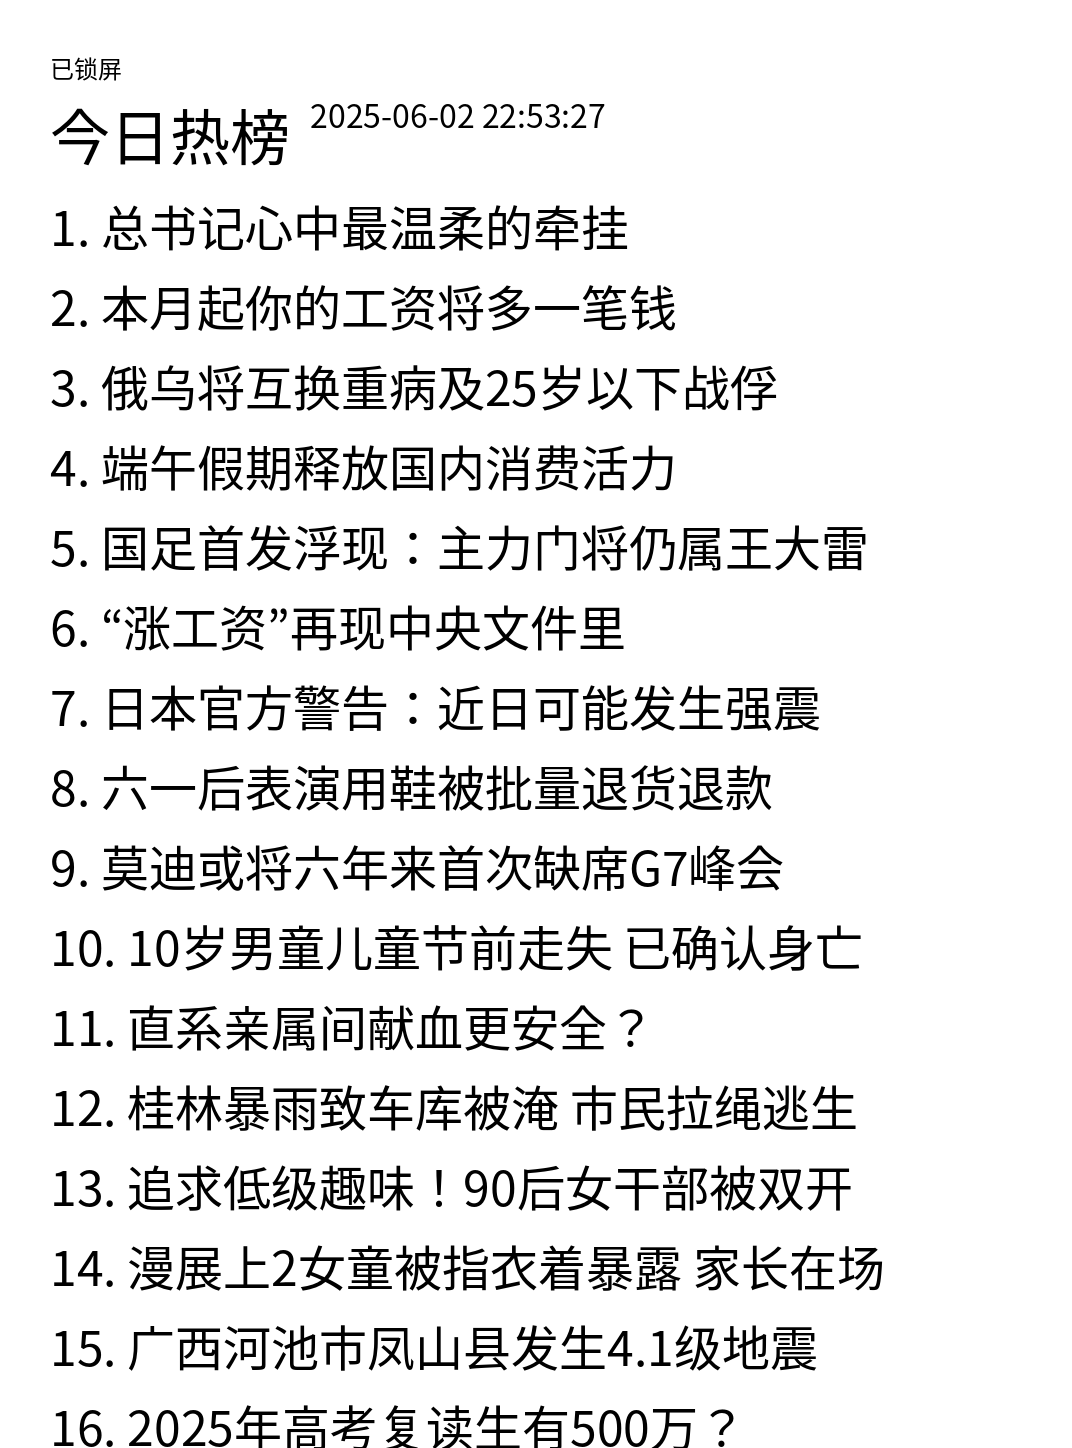 已锁屏
今日热榜 2025-06-02 22:53:27
1. 总书记心中最温柔的牵挂
2. 本月起你的工资将多一笔钱
3. 俄乌将互换重病及25岁以下战俘
4. 端午假期释放国内消费活力
5. 国足首发浮现：主力门将仍属王大雷
6. “涨工资”再现中央文件里
7. 日本官方警告：近日可能发生强震
8. 六一后表演用鞋被批量退货退款
9. 莫迪或将六年来首次缺席G7峰会
10. 10岁男童儿童节前走失 已确认身亡
11. 直系亲属间献血更安全？
12. 桂林暴雨致车库被淹 市民拉绳逃生
13. 追求低级趣味！90后女干部被双开
14. 漫展上2女童被指衣着暴露 家长在场
15. 广西河池市凤山县发生4.1级地震
16. 2025年高考复读生有500万？